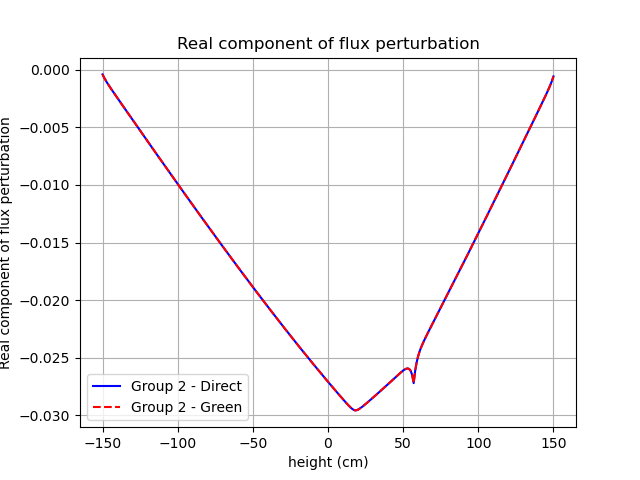 Real component of flux perturbation
Real component of flux perturbation
0.000
−0.005
−0.010
−0.015
−0.020
−0.025
−0.030
Group 2 - Direct
Group 2 - Green
−150
−100
−50
0
50
100
150
height (cm)